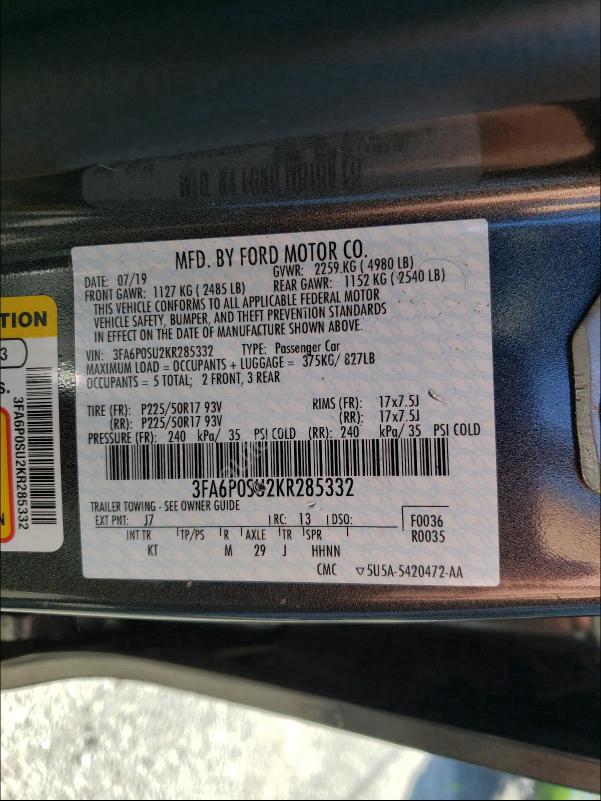 MFD. BY FORD MOTOR CO.
DATE: 07/19 GVWR: 2259 KG ( 4980 LB)
FRONT GAWR: 1127 KG ( 2485 LB) REAR GAWR: 1152 KG ( 2540 LB)
THIS VEHICLE CONFORMS TO ALL APPLICABLE FEDERAL MOTOR
VEHICLE SAFETY, BUMPER, AND THEFT PREVENTION STANDARDS
IN EFFECT ON THE DATE OF MANUFACTURE SHOWN ABOVE.
VIN: 3FA6P0SU2KR285332 TYPE: Passenger Car
MAXIMUM LOAD = OCCUPANTS + LUGGAGE = 375KG/ 827LB
OCCUPANTS = 5 TOTAL; 2 FRONT, 3 REAR
TIRE (FR): P225/50R17 93V RIMS (FR): 17x7.5J
(RR): P225/50R17 93V (RR): 17x7.5J
PRESSURE (FR): 240 kPa/ 35 PSI COLD (RR): 240 kPa/ 35 PSI COLD
3FA6P0SU2KR285332
TRAILER TOWING - SEE OWNER GUIDE
EXT PNT: J7 RC: 13 DSO: F0036
INT TR TP/PS R AXLE TR SPR R0035
KT M 29 J HHNN
CMC ▽5U5A-5420472-AA
TION
3
S.
3FA6P0SU2KR285332
N